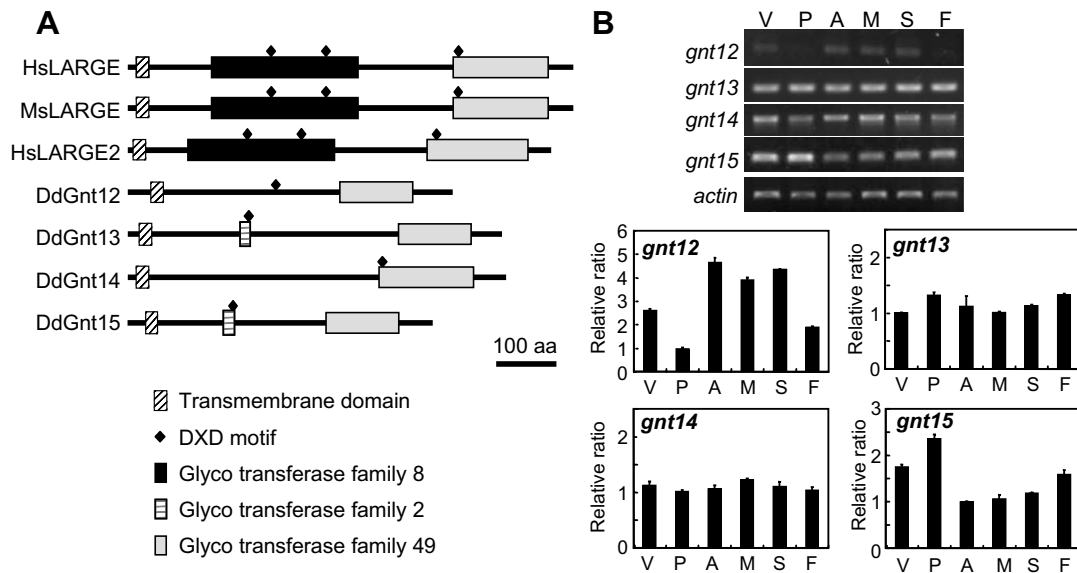 A
HsLARGE
MsLARGE
HsLARGE2
DdGnt12
DdGnt13
DdGnt14
DdGnt15
100 aa
Transmembrane domain
DXD motif
Glyco transferase family 8
Glyco transferase family 2
Glyco transferase family 49
B
V P A M S F
gnt12
gnt13
gnt14
gnt15
actin
gnt12
Relative ratio
6
5
4
3
2
1
0
V P A M S F
gnt13
Relative ratio
2
1
0
V P A M S F
gnt14
Relative ratio
2
1
0
V P A M S F
gnt15
Relative ratio
3
2
1
0
V P A M S F